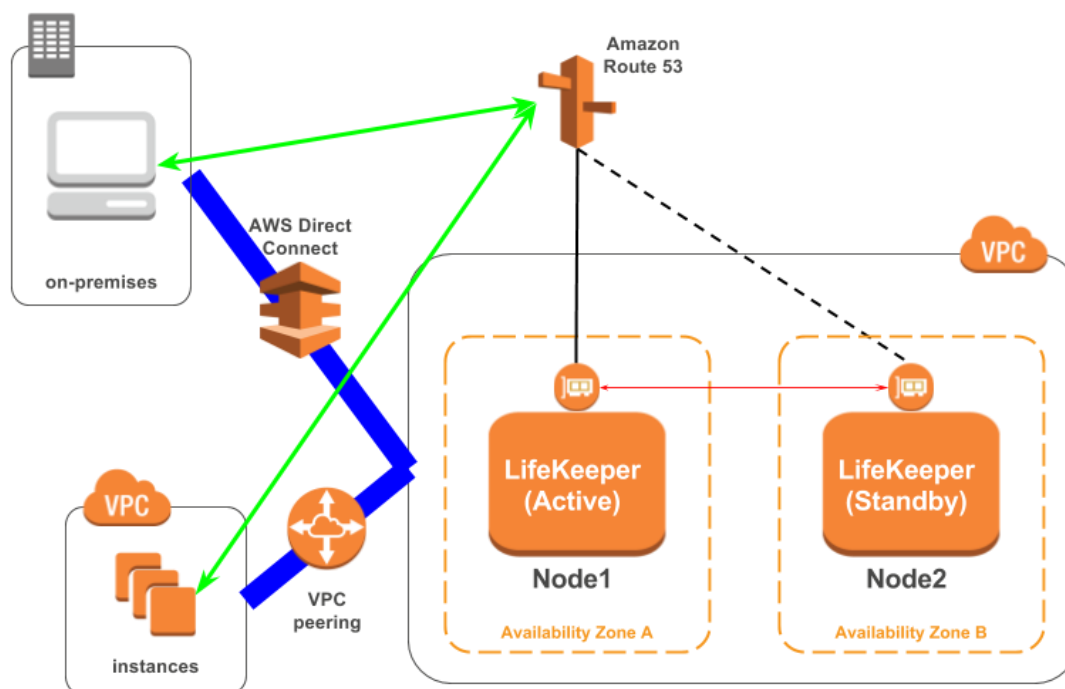 Amazon
Route 53
AWS Direct
Connect
on-premises
VPC
LifeKeeper
(Active)
Node1
Availability Zone A
LifeKeeper
(Standby)
Node2
Availability Zone B
VPC
instances
VPC
peering